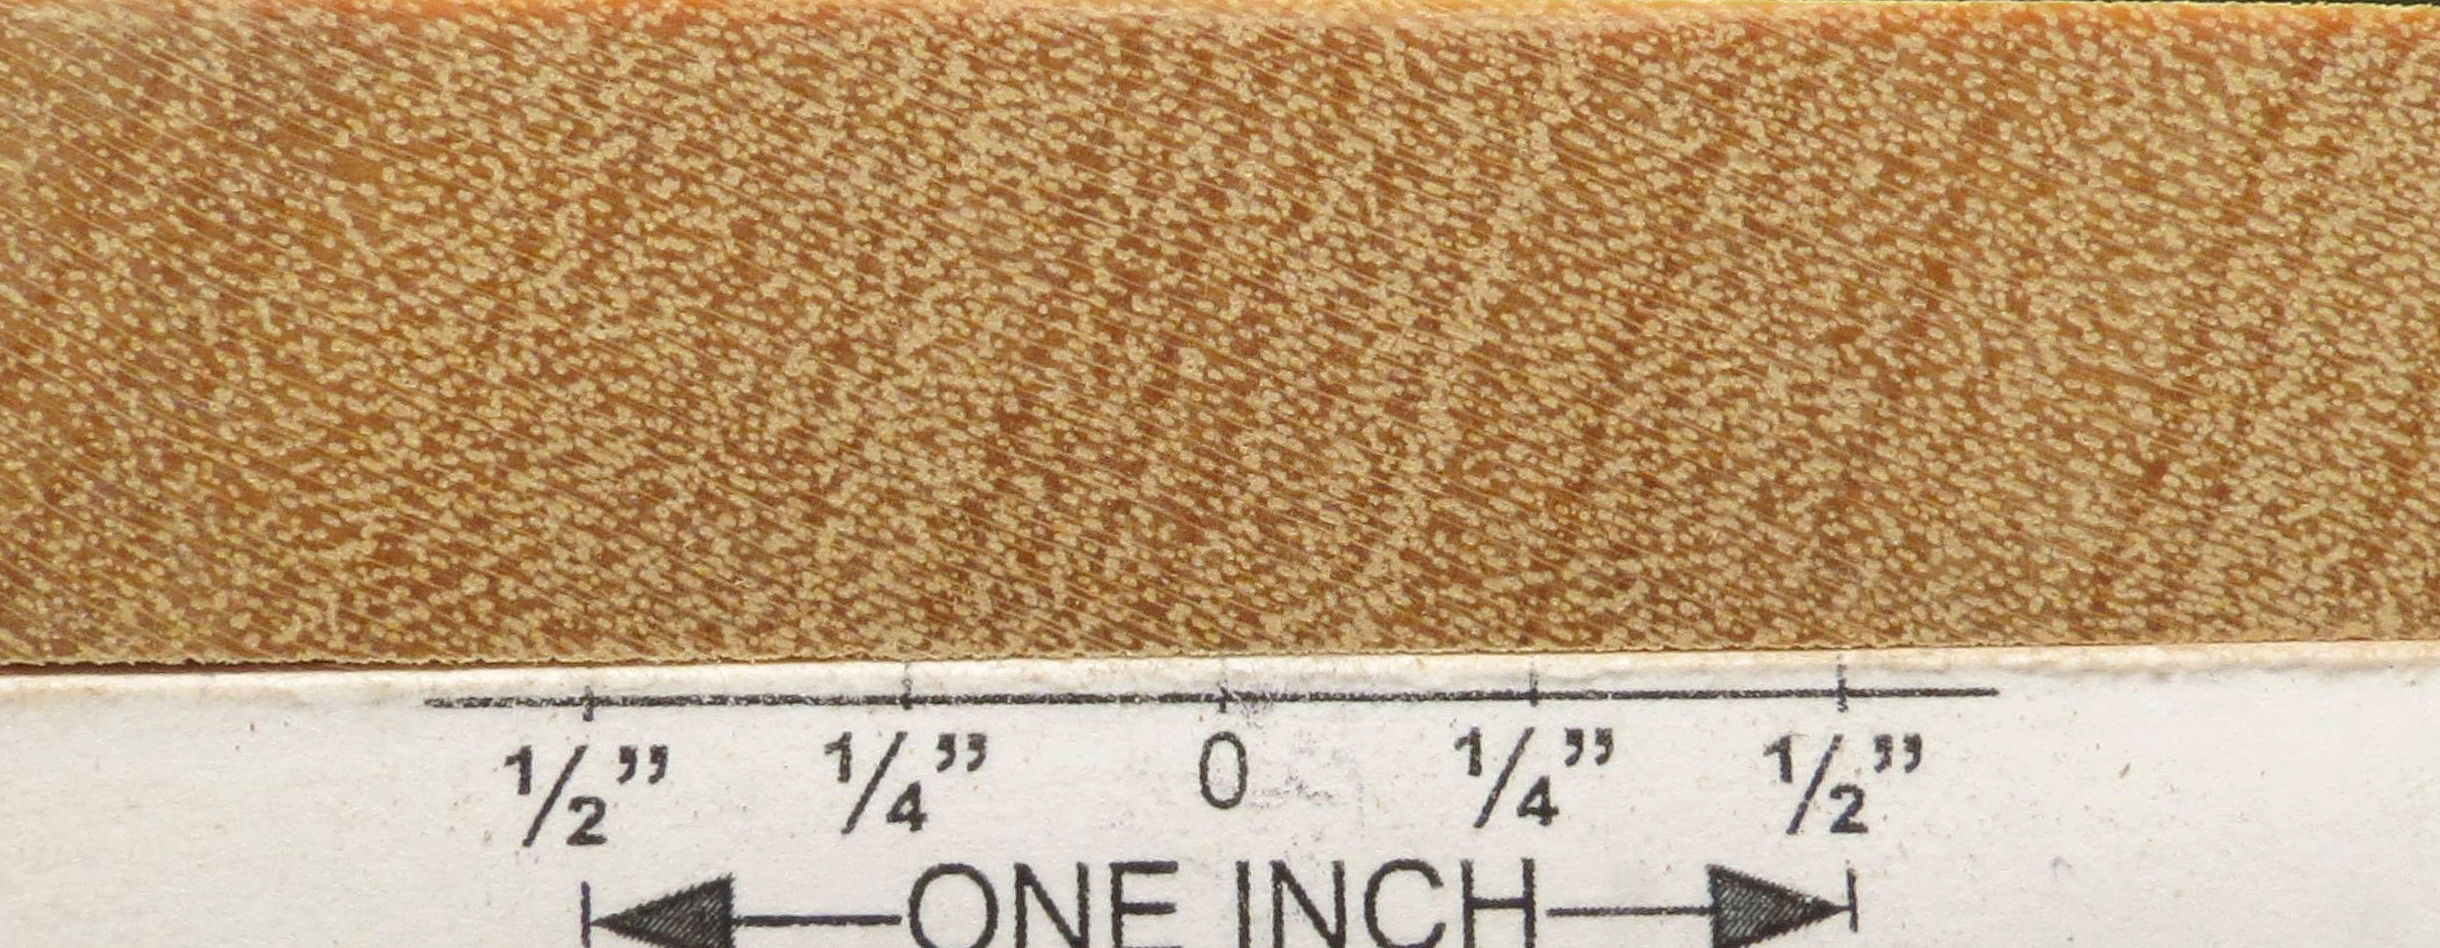 1/2” 1/4” 0 1/4” 1/2”
ONE INCH